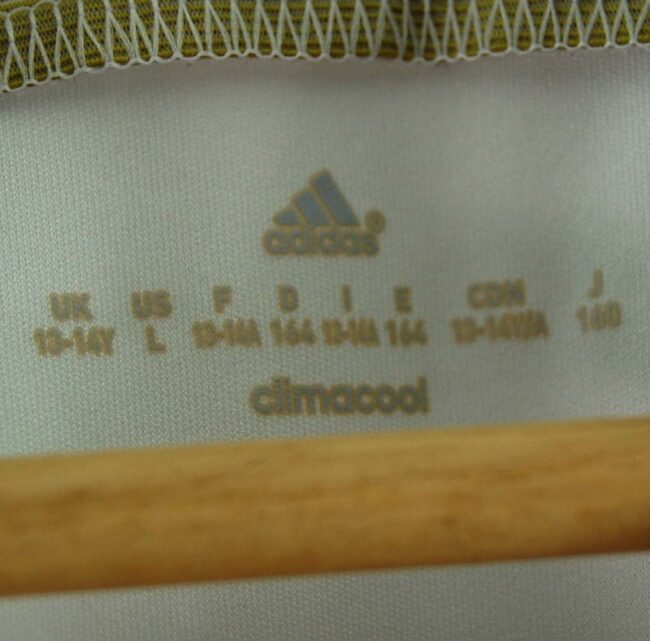 adidas®
UK US F D I E CDN J
13-14Y L 13-14A 164 13-14A 164 13-14Y/A 160
climacool